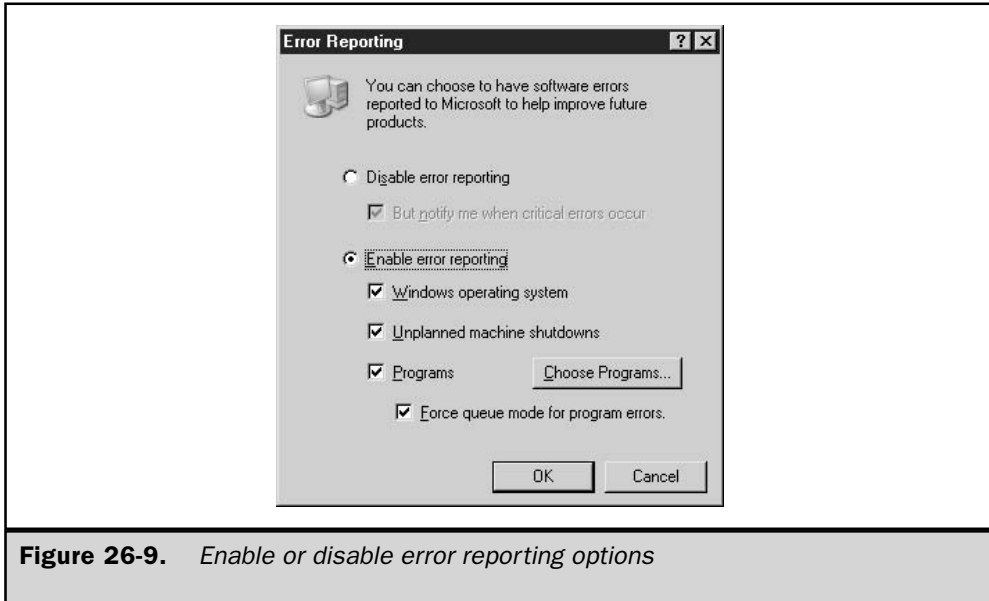 Error Reporting
You can choose to have software errors
reported to Microsoft to help improve future
products.
Disable error reporting
But notify me when critical errors occur
Enable error reporting
Windows operating system
Unplanned machine shutdowns
Programs
Choose Programs...
Force queue mode for program errors.
OK
Cancel
Figure 26-9. Enable or disable error reporting options